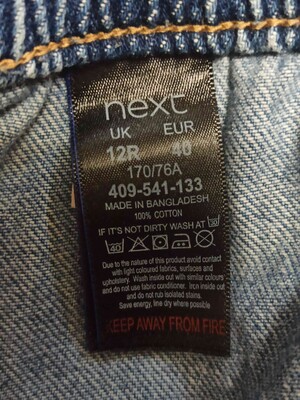 next
UK EUR
12R 40
170/76A
409-541-133
MADE IN BANGLADESH
100% COTTON
IF IT'S NOT DIRTY WASH AT 30
40
Due to the nature of this product avoid contact
with light coloured fabrics, surfaces and
upholstery. Wash inside out with similar colours
and do not use fabric conditioner. Iron inside out
and do not rub isolated stains.
Save energy, line dry where possible
KEEP AWAY FROM FIRE